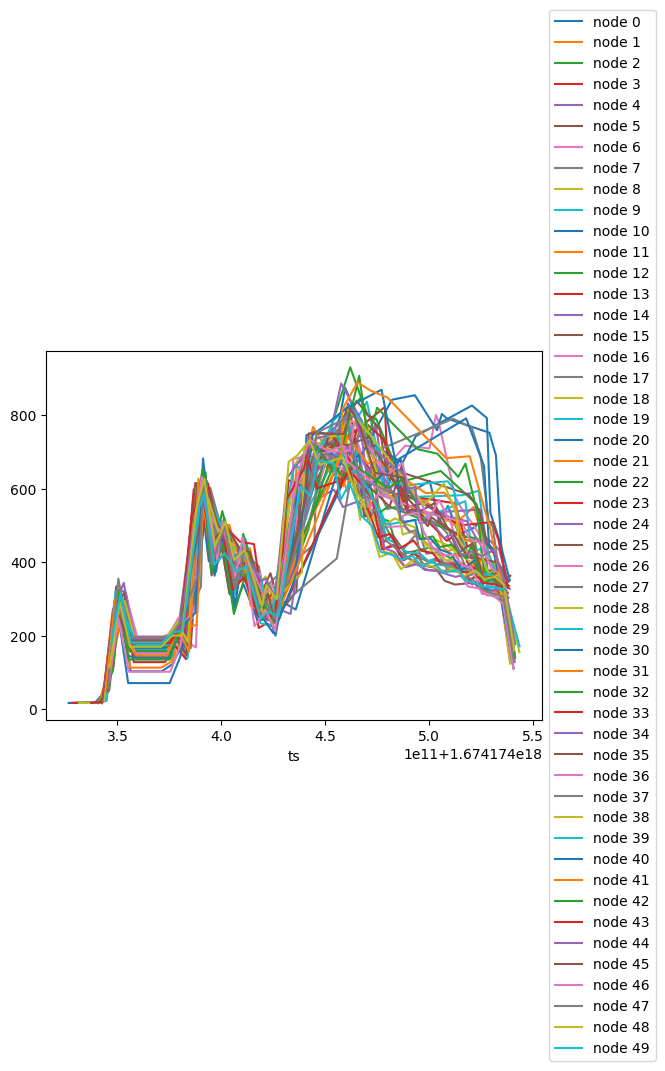 node 0
node 1
node 2
node 3
node 4
node 5
node 6
node 7
node 8
node 9
node 10
node 11
node 12
node 13
node 14
node 15
node 16
node 17
node 18
node 19
node 20
node 21
node 22
node 23
node 24
node 25
node 26
node 27
node 28
node 29
node 30
node 31
node 32
node 33
node 34
node 35
node 36
node 37
node 38
node 39
node 40
node 41
node 42
node 43
node 44
node 45
node 46
node 47
node 48
node 49
800
600
400
200
0
3.5 4.0 4.5 5.0 5.5
ts
1e11+1.674174e18